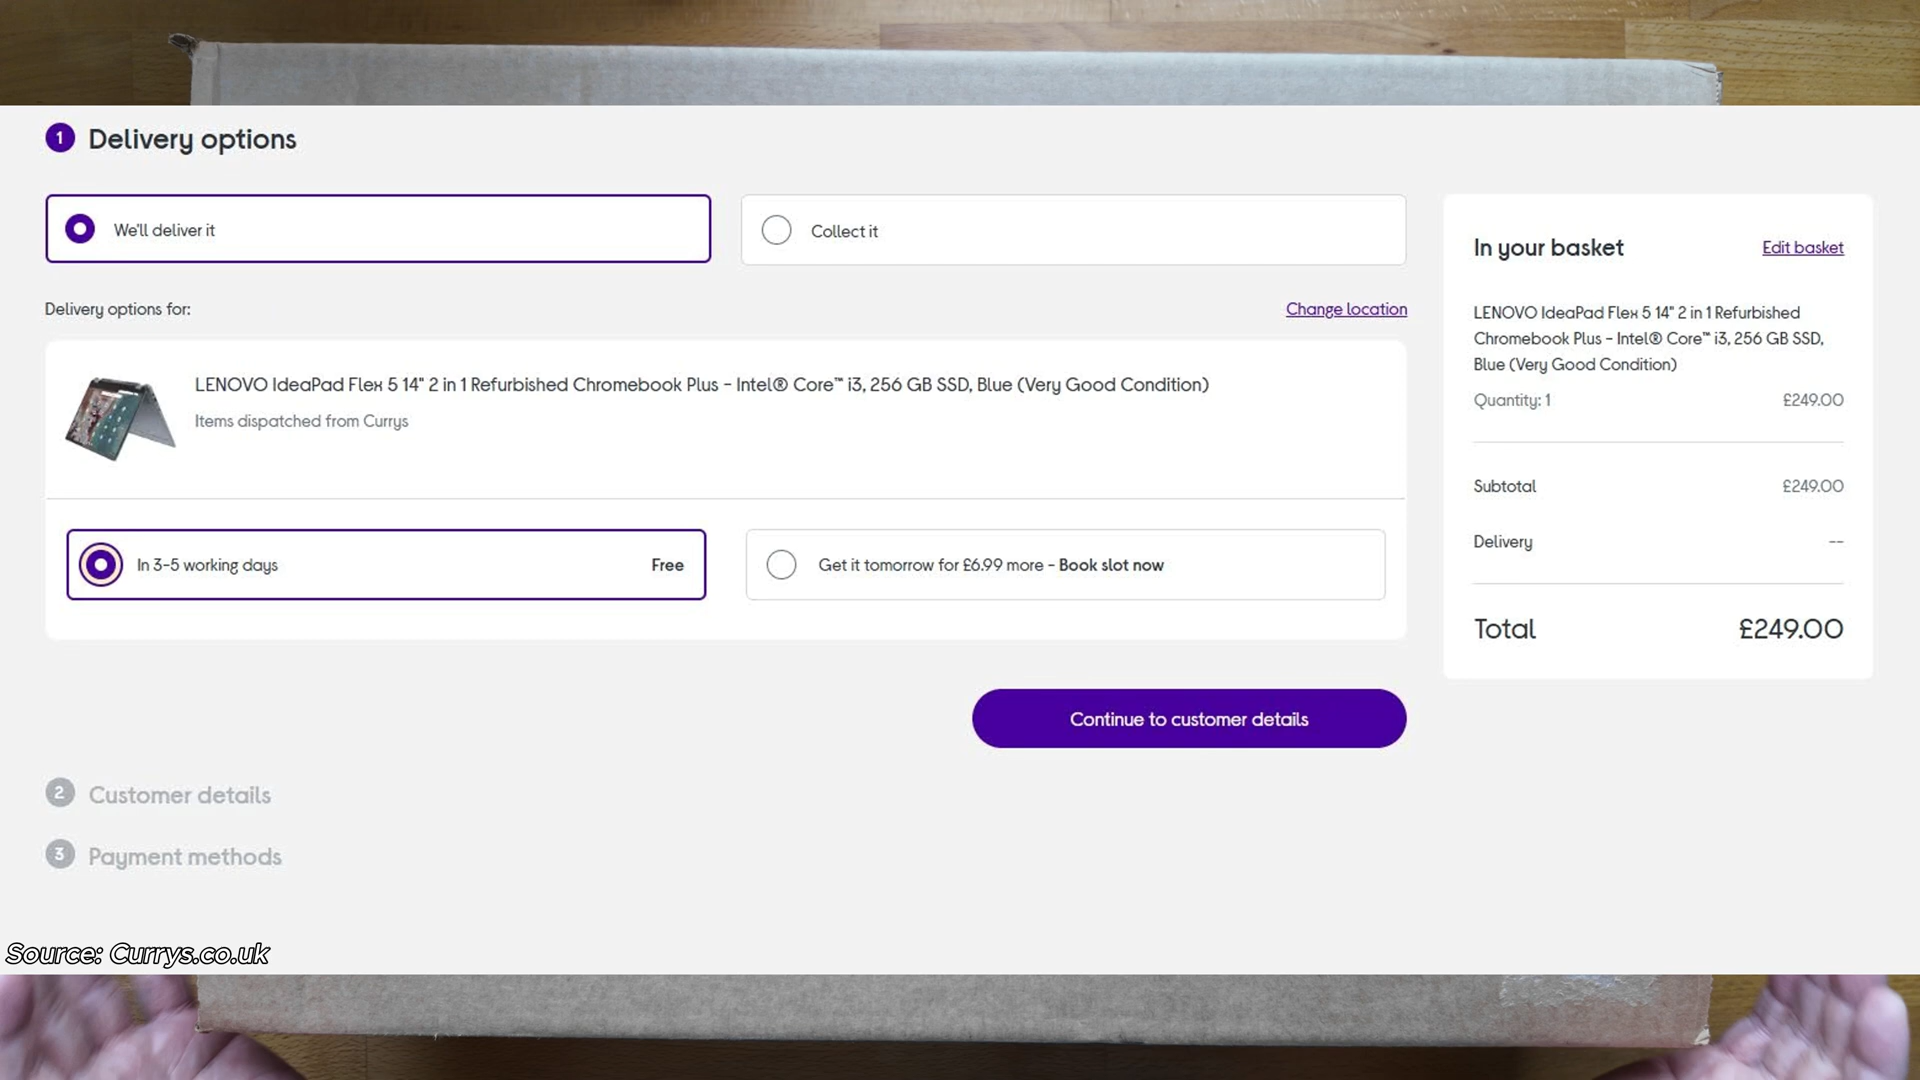 1 Delivery options
We'll deliver it
Collect it
Delivery options for:
Change location
LENOVO IdeaPad Flex 5 14" 2 in 1 Refurbished Chromebook Plus - Intel® Core™ i3, 256 GB SSD, Blue (Very Good Condition)
Items dispatched from Currys
In 3-5 working days Free
Get it tomorrow for £6.99 more - Book slot now
Continue to customer details
2 Customer details
3 Payment methods
In your basket Edit basket
LENOVO IdeaPad Flex 5 14" 2 in 1 Refurbished
Chromebook Plus - Intel® Core™ i3, 256 GB SSD,
Blue (Very Good Condition)
Quantity: 1 £249.00
Subtotal £249.00
Delivery --
Total £249.00
Source: Currys.co.uk